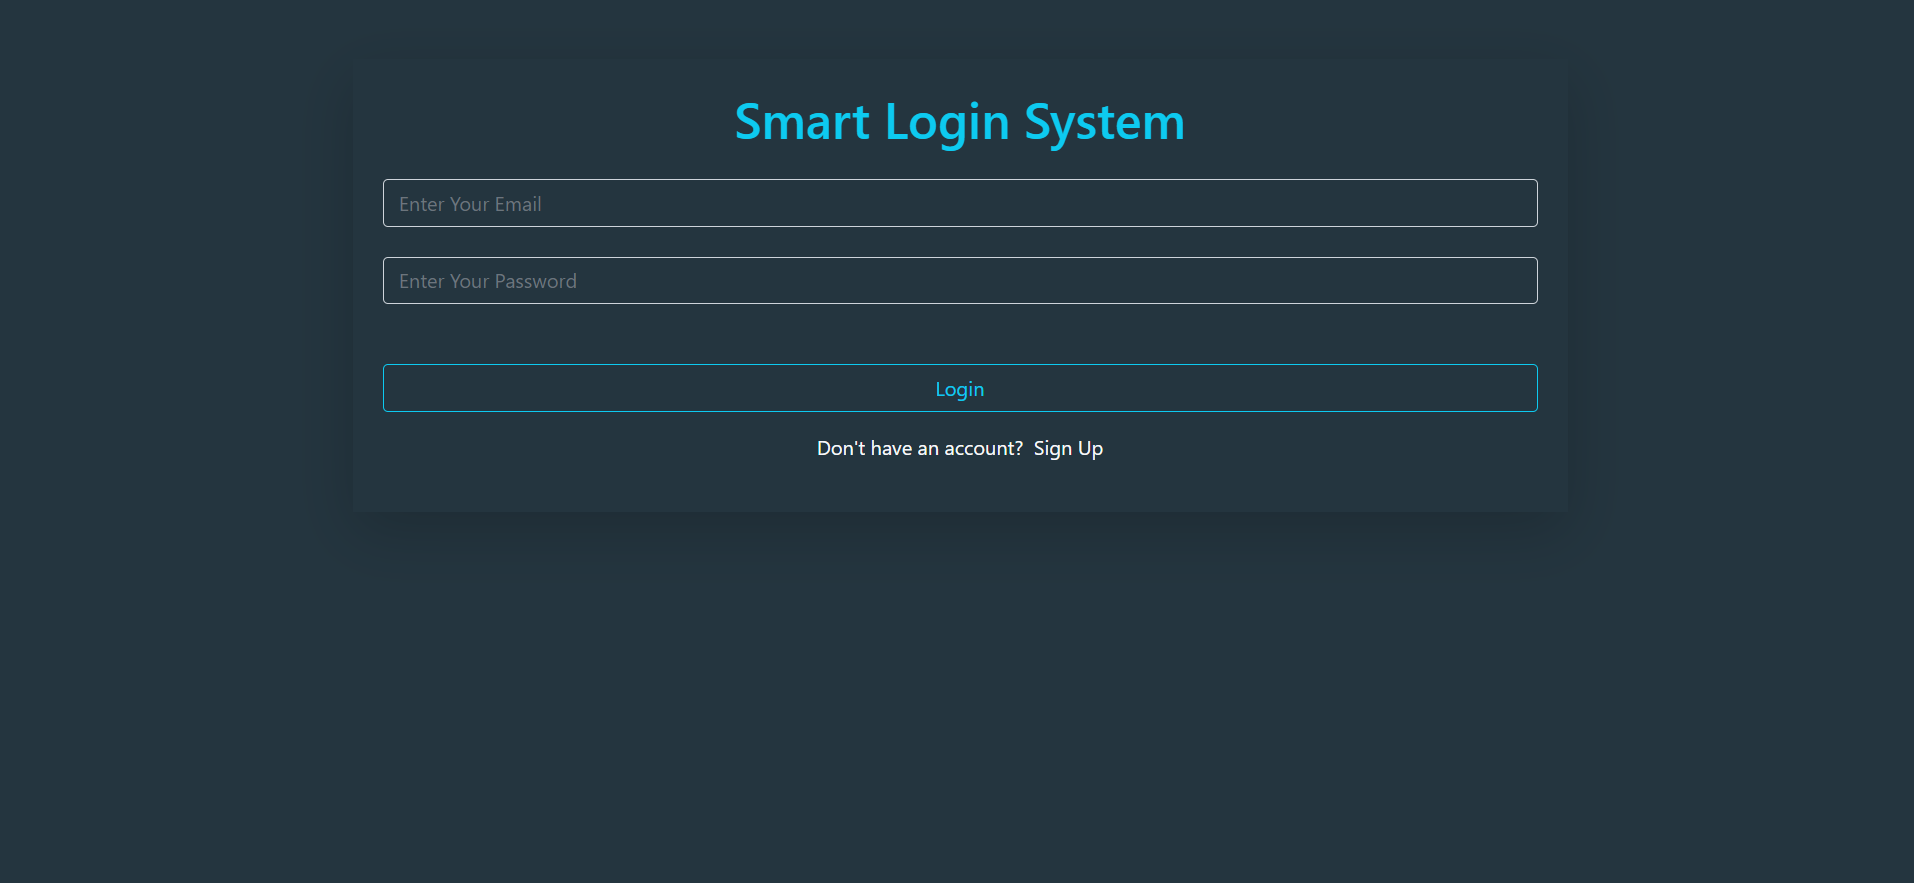 Smart Login System
Enter Your Email
Enter Your Password
Login
Don't have an account? Sign Up